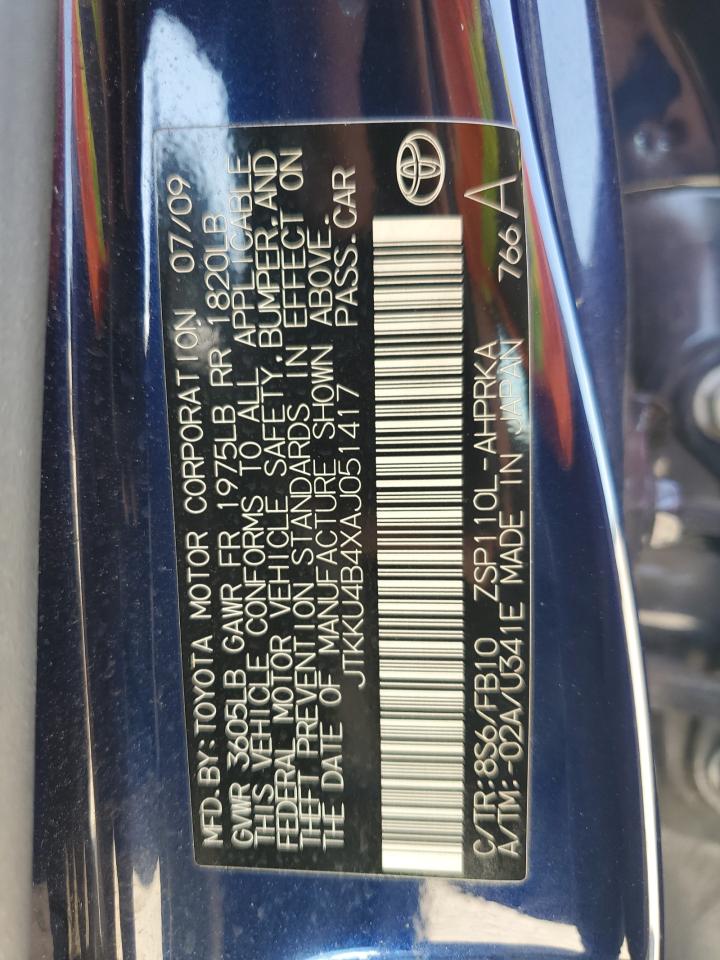 MFD. BY: TOYOTA MOTOR CORPORATION 07/09
GVWR 3605LB GAWR FR 1975LB RR 1820LB
THIS VEHICLE CONFORMS TO ALL APPLICABLE
FEDERAL MOTOR VEHICLE SAFETY, BUMPER, AND
THEFT PREVENTION STANDARDS IN EFFECT ON
THE DATE OF MANUFACTURE SHOWN ABOVE.
JTKKU4B4XAJ051417 PASS. CAR
C/TR: 8S6/FB10 ZSP110L-AHPRKA 766 A
A/TM: -02A/U341E MADE IN JAPAN